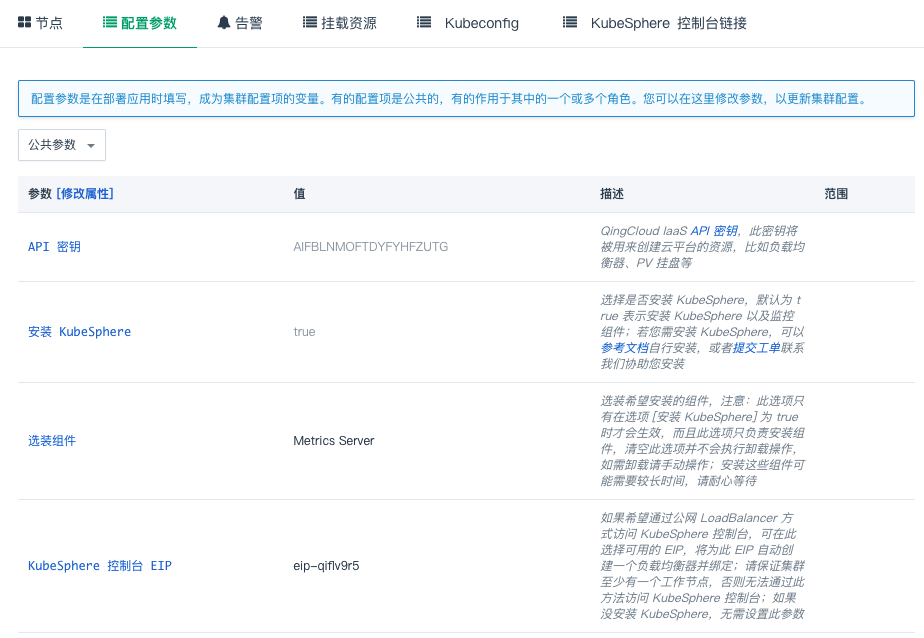 节点 配置参数 告警 挂载资源 Kubeconfig KubeSphere 控制台链接
配置参数是在部署应用时填写，成为集群配置项的变量。有的配置项是公共的，有的作用于其中的一个或多个角色。您可以在这里修改参数，以更新集群配置。
公共参数
参数 [修改属性] 值 描述 范围
API 密钥 AIFBLNMOFTDYFYHFZUTG
QingCloud IaaS API 密钥，此密钥将
被用来创建云平台的资源，比如负载均
衡器、PV 挂盘等
安装 KubeSphere true
选择是否安装 KubeSphere，默认为 t
rue 表示安装 KubeSphere 以及监控
组件；若您需安装 KubeSphere，可以
参考文档自行安装，或者提交工单联系
我们协助您安装
选装组件 Metrics Server
选装希望安装的组件，注意：此选项只
有在选项 [安装 KubeSphere] 为 true
时才会生效，而且此选项只负责安装组
件，清空此选项并不会执行卸载操作，
如需卸载请手动操作；安装这些组件可
能需要较长时间，请耐心等待
KubeSphere 控制台 EIP eip-qiflv9r5
如果希望通过公网 LoadBalancer 方
式访问 KubeSphere 控制台，可在此
选择可用的 EIP，将为此 EIP 自动创
建一个负载均衡器并绑定；请保证集群
至少有一个工作节点，否则无法通过此
方法访问 KubeSphere 控制台；如果
没安装 KubeSphere，无需设置此参数